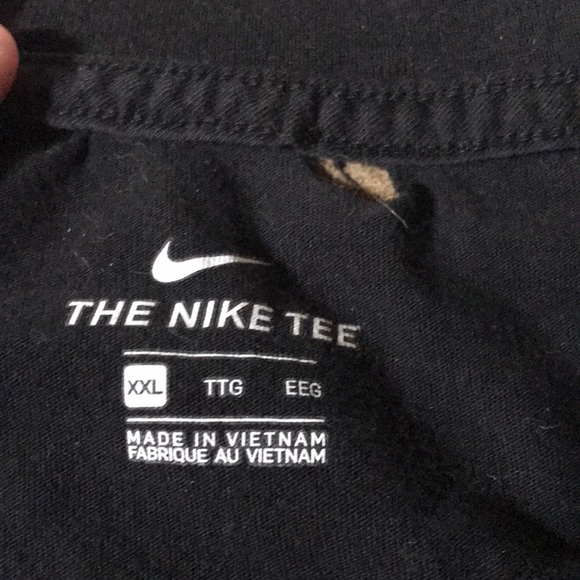 THE NIKE TEE
XXL TTG EEG
MADE IN VIETNAM
FABRIQUE AU VIETNAM